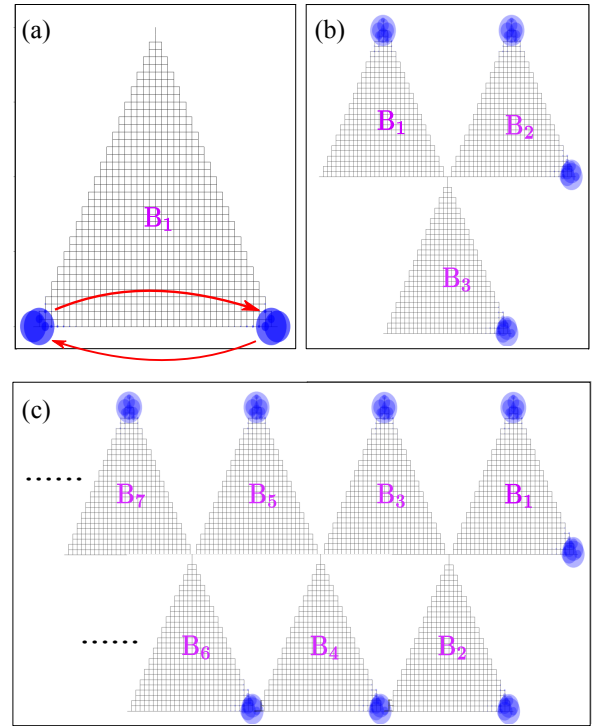 (a)
B₁
(b)
B₁ B₂
B₃
(c)
...... B₇ B₅ B₃ B₁
...... B₆ B₄ B₂